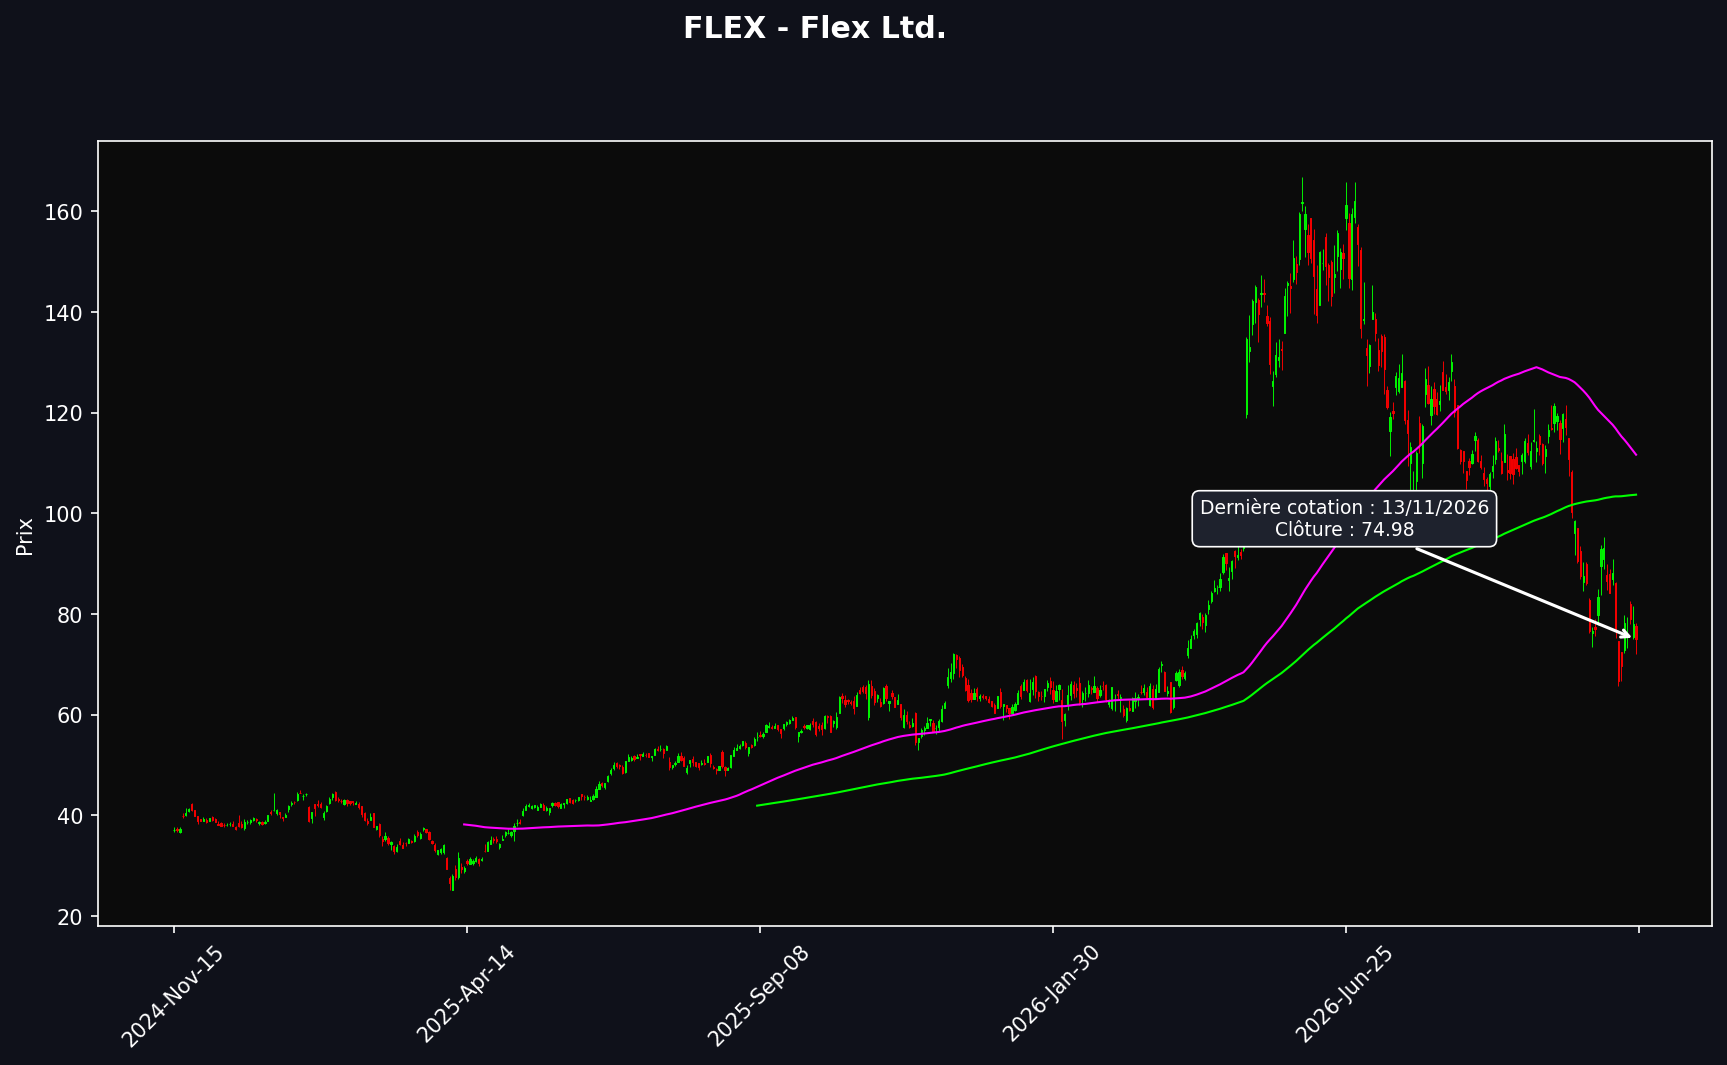 FLEX - Flex Ltd.
Prix
160
140
120
100
80
60
40
20
Dernière cotation : 13/11/2026
Clôture : 74.98
2024-Nov-15
2025-Apr-14
2025-Sep-08
2026-Jan-30
2026-Jun-25